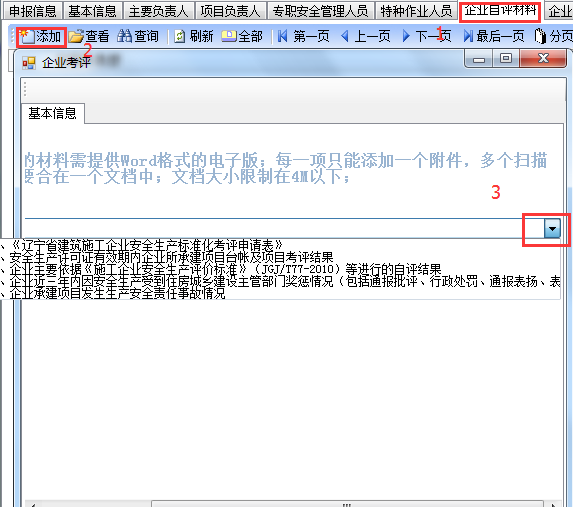 申报信息 基本信息 主要负责人 项目负责人 专职安全管理人员 特种作业人员 企业自评材料 企业
1
添加 查看 查询 刷新 全部 第一页 上一页 下一页 最后一页 分页
2
企业考评
基本信息
的材料需提供Word格式的电子版；每一项只能添加一个附件，多个扫描
要合在一个文档中；文档大小限制在4M以下；
3
、《辽宁省建筑施工企业安全生产标准化考评申请表》
、安全生产许可证有效期内企业所承建项目台帐及项目考评结果
、企业主要依据《施工企业安全生产评价标准》（JGJ/T77-2010）等进行的自评结果
、企业近三年内因安全生产受到住房城乡建设主管部门奖惩情况（包括通报批评、行政处罚、通报表扬、表
、企业承建项目发生生产安全责任事故情况